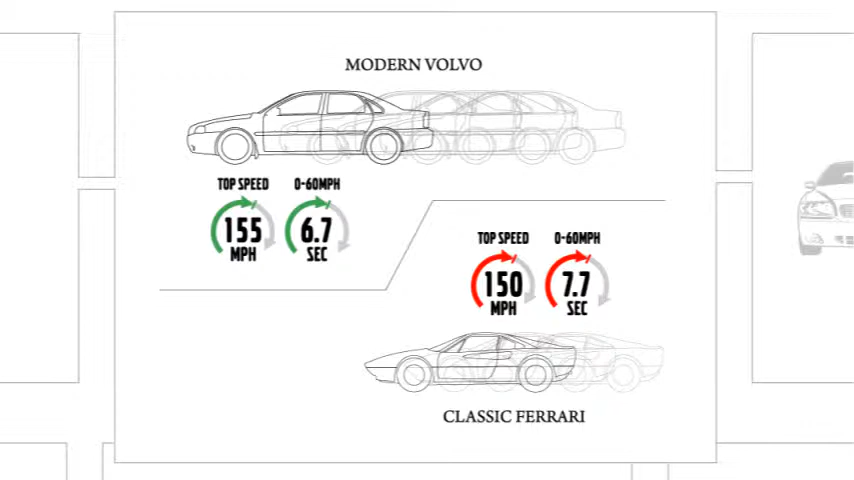 MODERN VOLVO
TOP SPEED
155
MPH
0-60MPH
6.7
SEC
TOP SPEED
150
MPH
0-60MPH
7.7
SEC
CLASSIC FERRARI